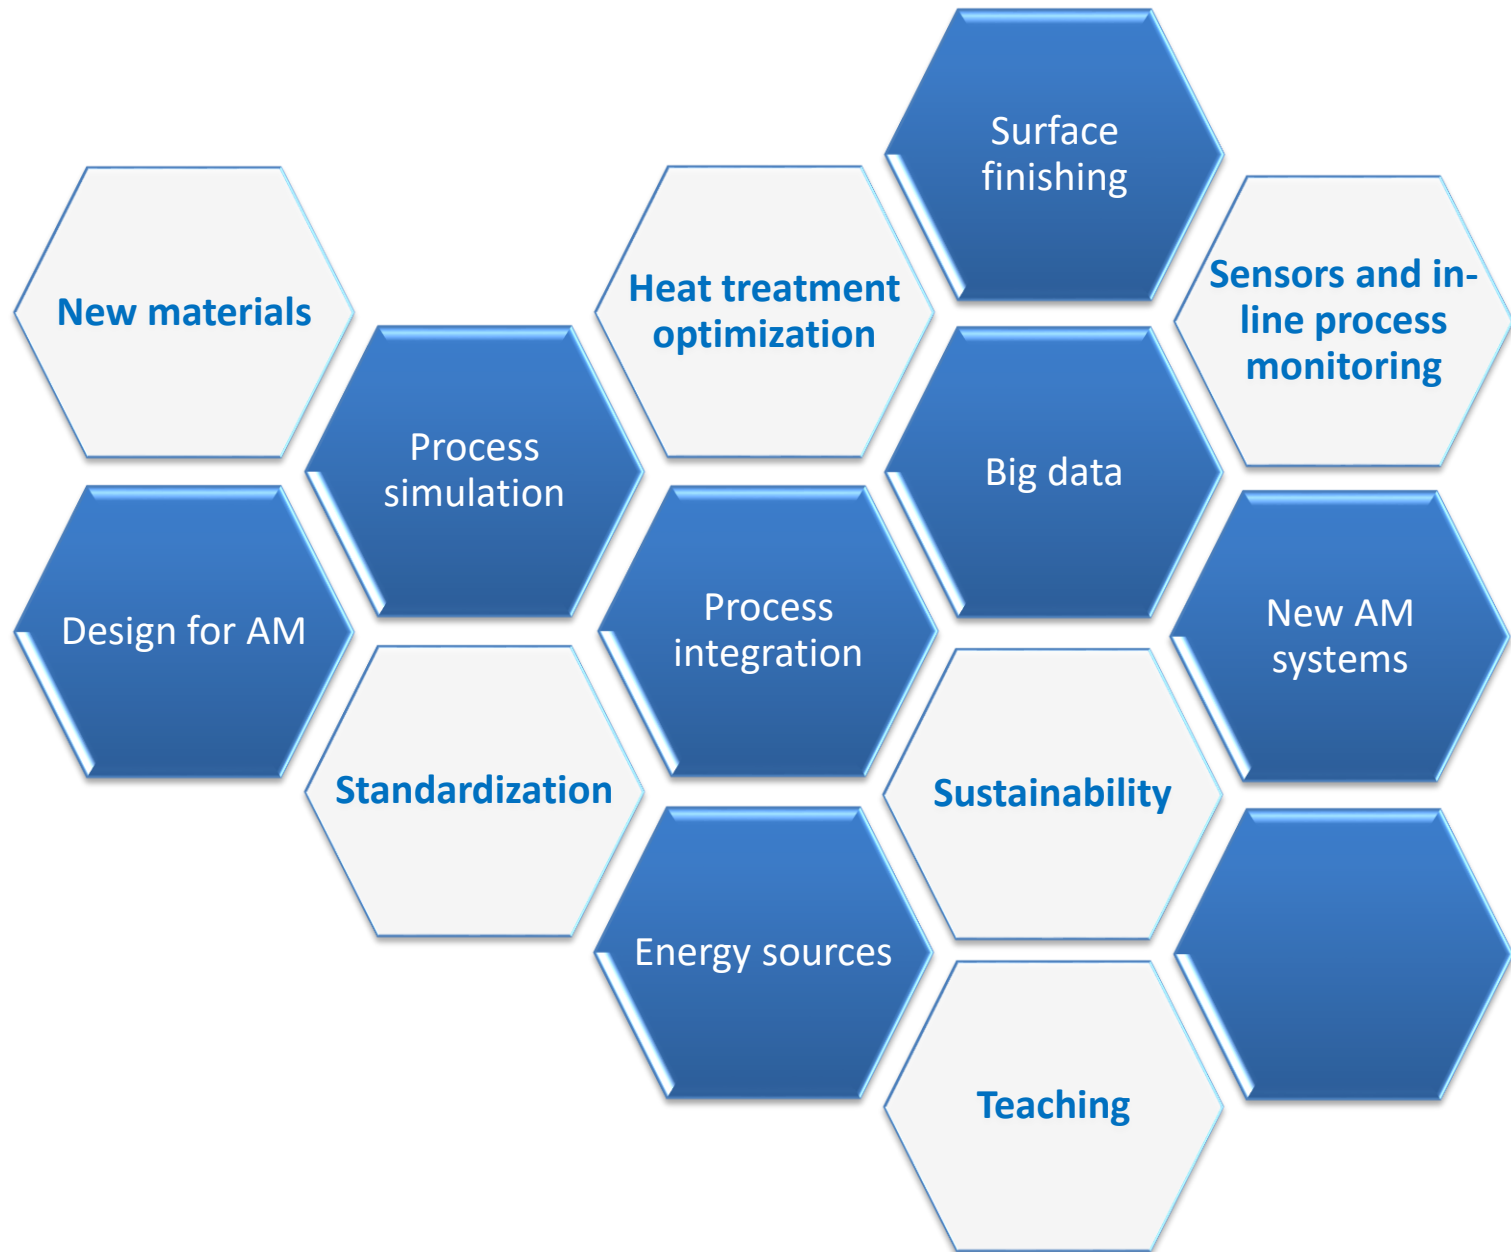 Surface
finishing
New materials
Heat treatment
optimization
Sensors and in-
line process
monitoring
Process
simulation
Big data
Design for AM
Process
integration
New AM
systems
Standardization
Sustainability
Energy sources
Teaching